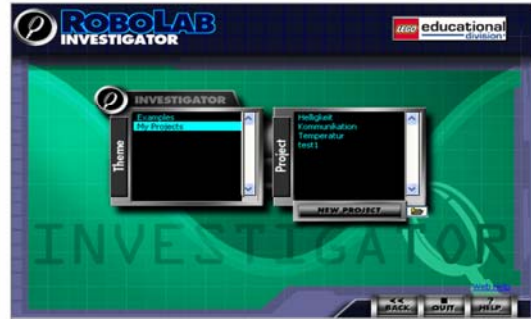 ROBOLAB
INVESTIGATOR
LEGO educational
division
INVESTIGATOR
Theme
Examples
My Projects
Project
Helligkeit
Kommunikation
Temperatur
test1
NEW PROJECT
INVESTIGATOR
Web Help
<< BACK
QUIT
? HELP